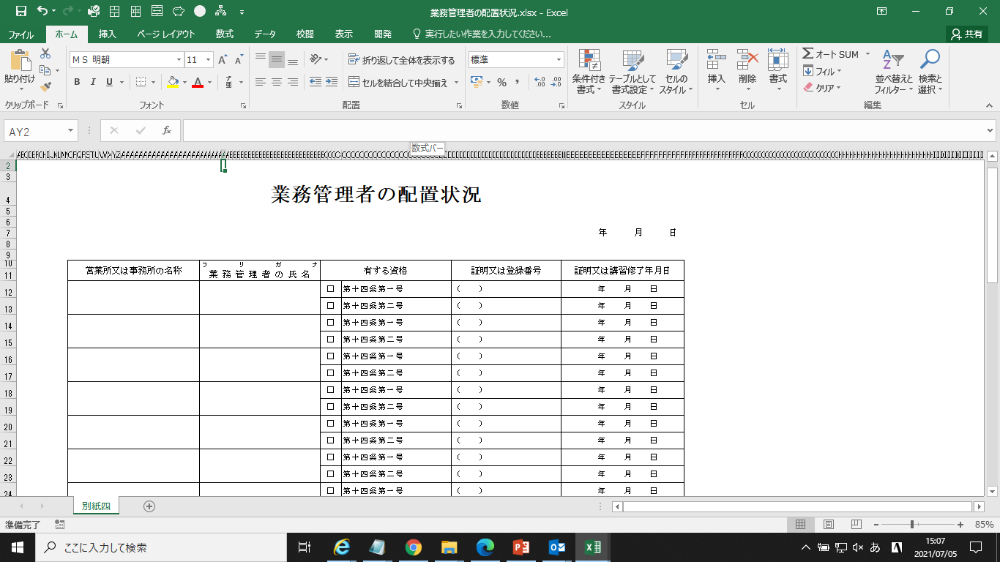 業務管理者の配置状況.xlsx - Excel
ファイル ホーム 挿入 ページ レイアウト 数式 データ 校閲 表示 開発 実行したい作業を入力してください... 共有
貼り付け
ＭＳ 明朝 11
B I U
折り返して全体を表示する
セルを結合して中央揃え
標準
%
条件付き書式 テーブルとして書式設定 セルのスタイル
挿入 削除 書式
オート SUM
フィル
クリア
並べ替えとフィルター 検索と選択
クリップボード フォント 配置 数値 スタイル セル 編集
AY2 fx
数式バー
2
3
4 業務管理者の配置状況
5
6
7 年 月 日
8
9
10 フリガナ
11 営業所又は事務所の名称 業務管理者の氏名 有する資格 証明又は登録番号 証明又は講習修了年月日
12 □ 第十四条第一号 ( ) 年 月 日
13 □ 第十四条第二号 ( ) 年 月 日
14 □ 第十四条第一号 ( ) 年 月 日
15 □ 第十四条第二号 ( ) 年 月 日
16 □ 第十四条第一号 ( ) 年 月 日
17 □ 第十四条第二号 ( ) 年 月 日
18 □ 第十四条第一号 ( ) 年 月 日
19 □ 第十四条第二号 ( ) 年 月 日
20 □ 第十四条第一号 ( ) 年 月 日
21 □ 第十四条第二号 ( ) 年 月 日
22 □ 第十四条第一号 ( ) 年 月 日
23 □ 第十四条第二号 ( ) 年 月 日
24 □ 第十四条第一号 ( ) 年 月 日
別紙四
準備完了 85%
ここに入力して検索
あ A
15:07
2021/07/05